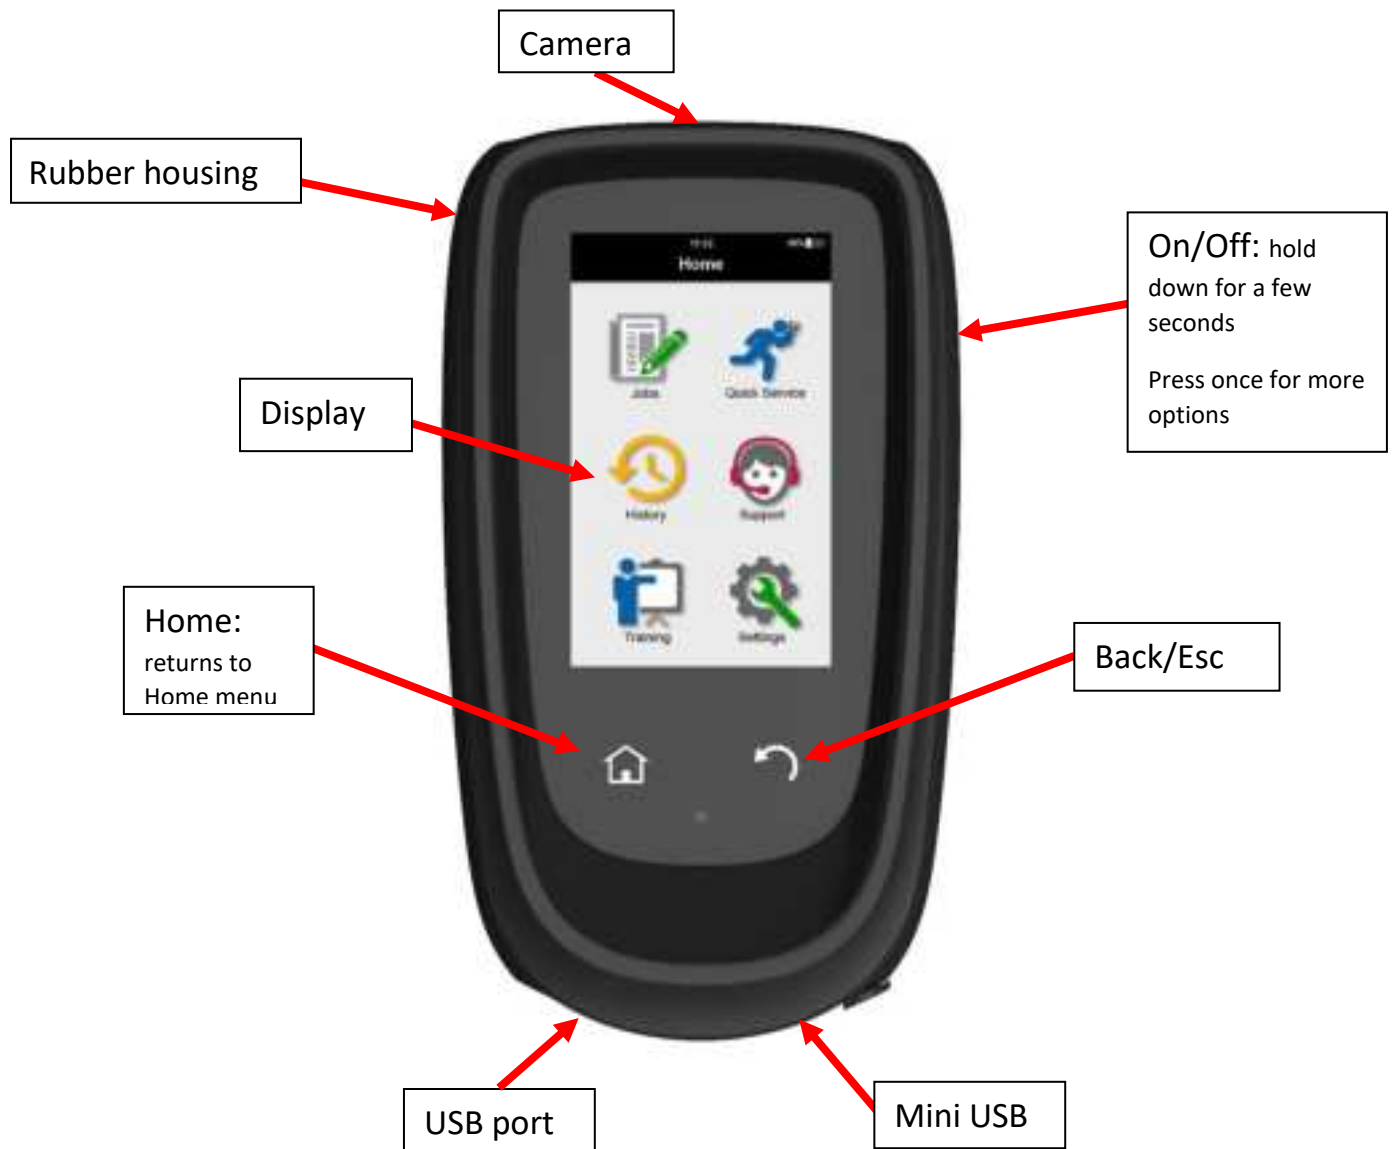 Camera
Rubber housing
On/Off: hold
down for a few
seconds
Press once for more
options
Home
Jobs
Quick Service
Display
History
Support
Training
Settings
Home:
returns to
Home menu
Back/Esc
USB port
Mini USB